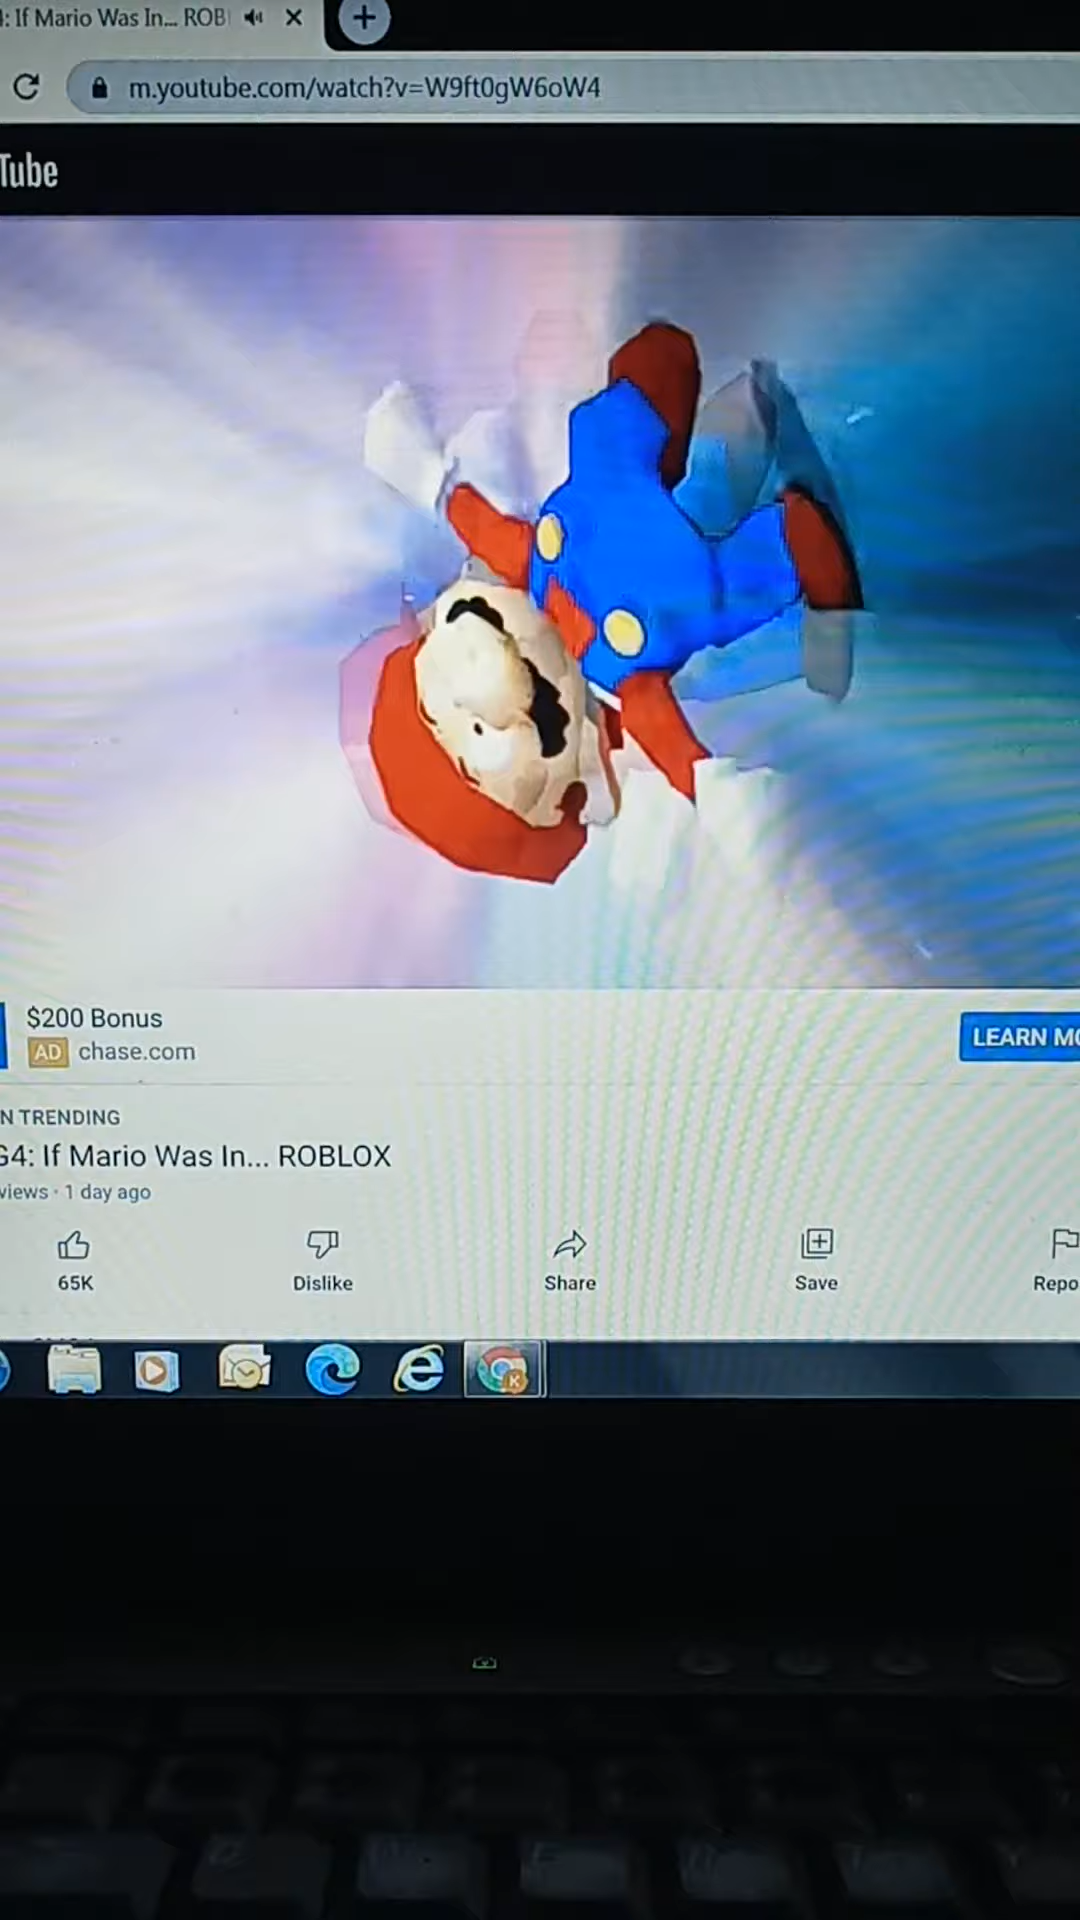 : If Mario Was In... ROB
m.youtube.com/watch?v=W9ft0gW6oW4
Tube
$200 Bonus
AD chase.com
LEARN MO
N TRENDING
G4: If Mario Was In... ROBLOX
views · 1 day ago
65K
Dislike
Share
Save
Repo
K